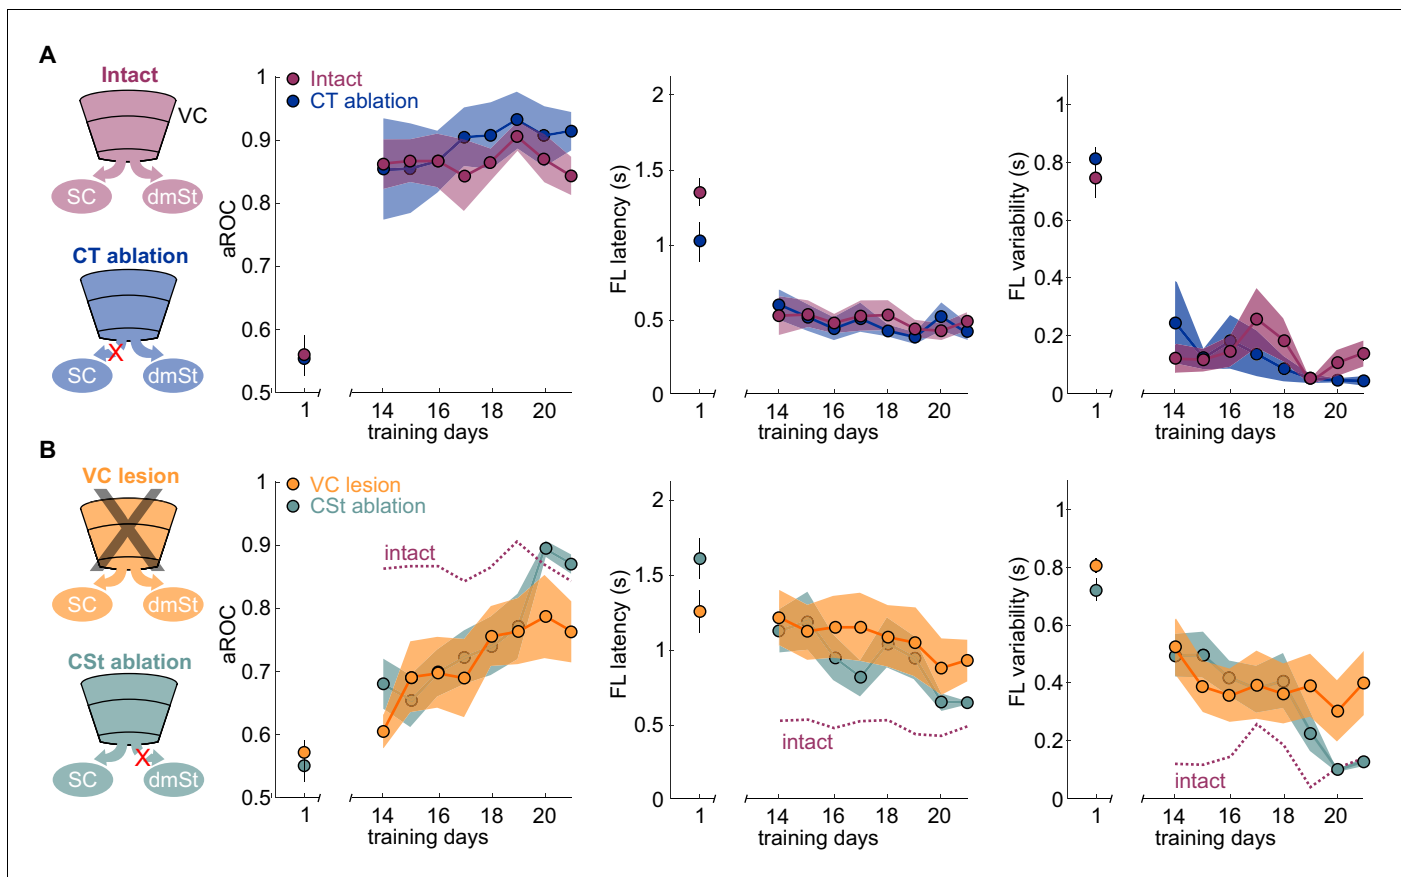 A
Intact
VC
SC
dmSt
CT ablation
SC
dmSt
aROC
1
0.9
0.8
0.7
0.6
0.5
Intact
CT ablation
1
14
16
18
20
training days
FL latency (s)
2
1.5
1
0.5
0
1
14
16
18
20
training days
FL variability (s)
1
0.8
0.6
0.4
0.2
0
1
14
16
18
20
training days
B
VC lesion
SC
dmSt
CSt ablation
SC
X
dmSt
aROC
1
0.9
0.8
0.7
0.6
0.5
VC lesion
CSt ablation
intact
1
14
16
18
20
training days
FL latency (s)
2
1.5
1
0.5
0
intact
1
14
16
18
20
training days
FL variability (s)
1
0.8
0.6
0.4
0.2
0
intact
1
14
16
18
20
training days